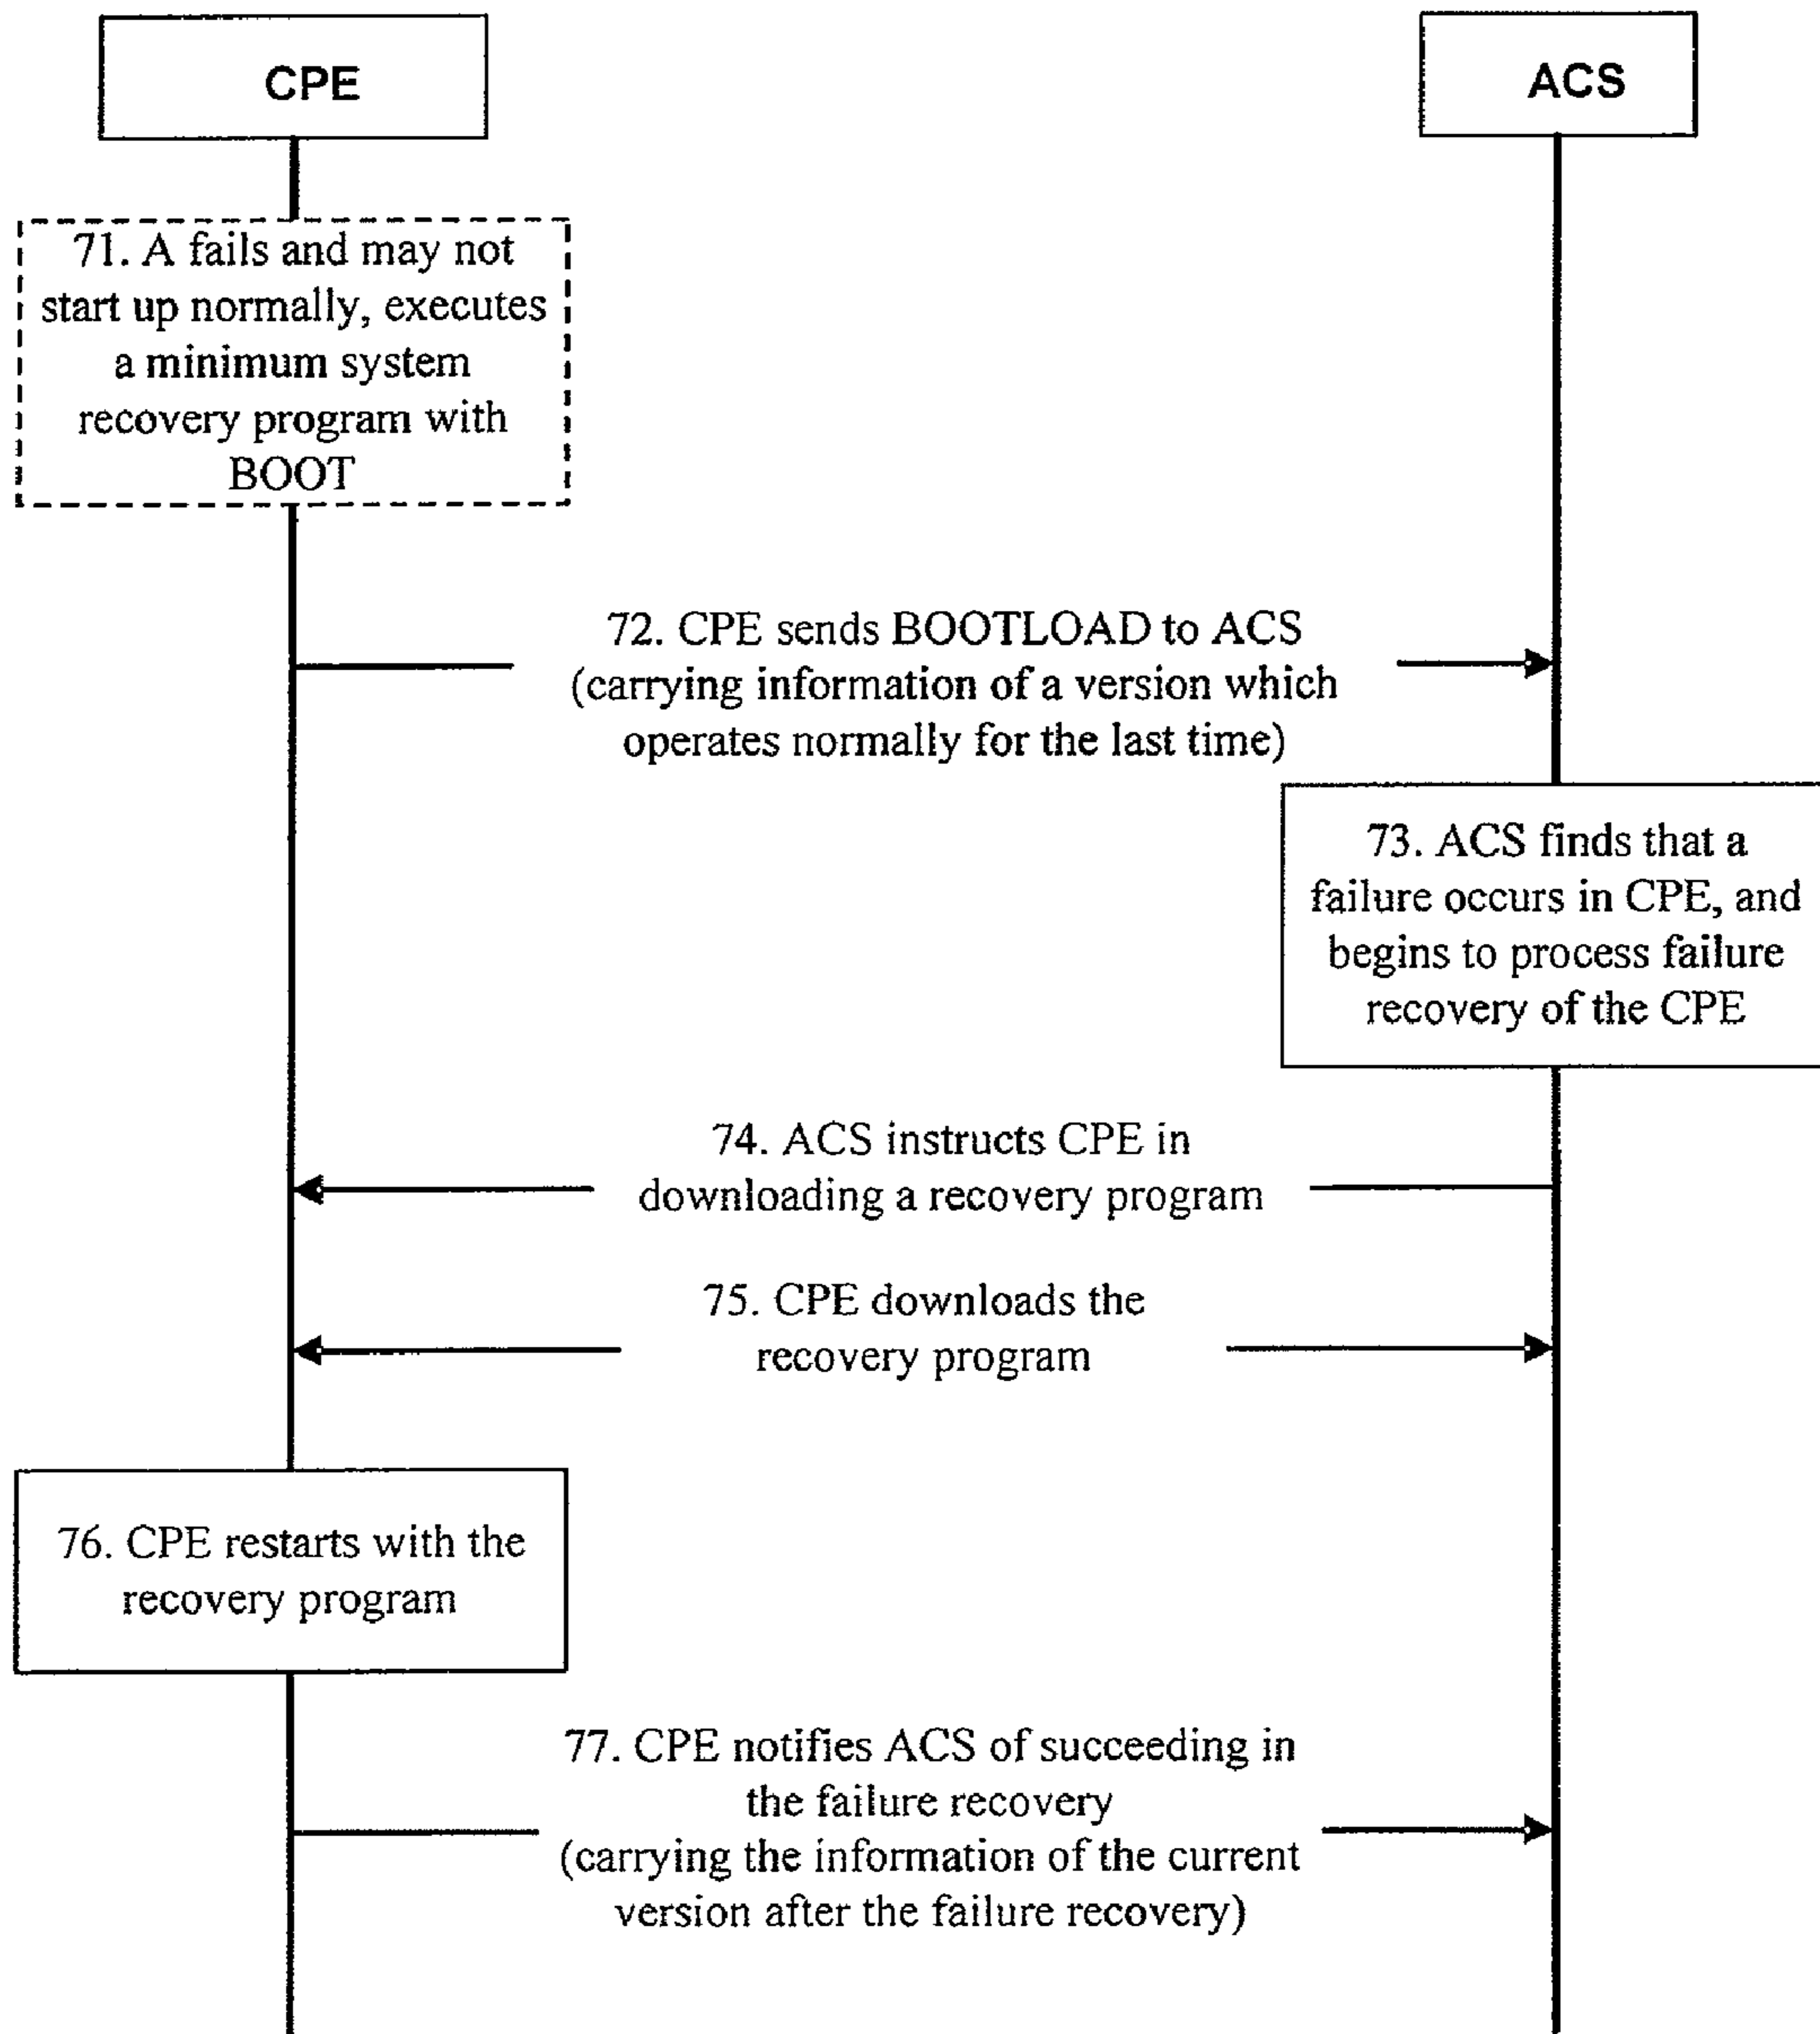 CPE
ACS
71. A fails and may not
start up normally, executes
a minimum system
recovery program with
BOOT
72. CPE sends BOOTLOAD to ACS
(carrying information of a version which
operates normally for the last time)
73. ACS finds that a
failure occurs in CPE, and
begins to process failure
recovery of the CPE
74. ACS instructs CPE in
downloading a recovery program
75. CPE downloads the
recovery program
76. CPE restarts with the
recovery program
77. CPE notifies ACS of succeeding in
the failure recovery
(carrying the information of the current
version after the failure recovery)